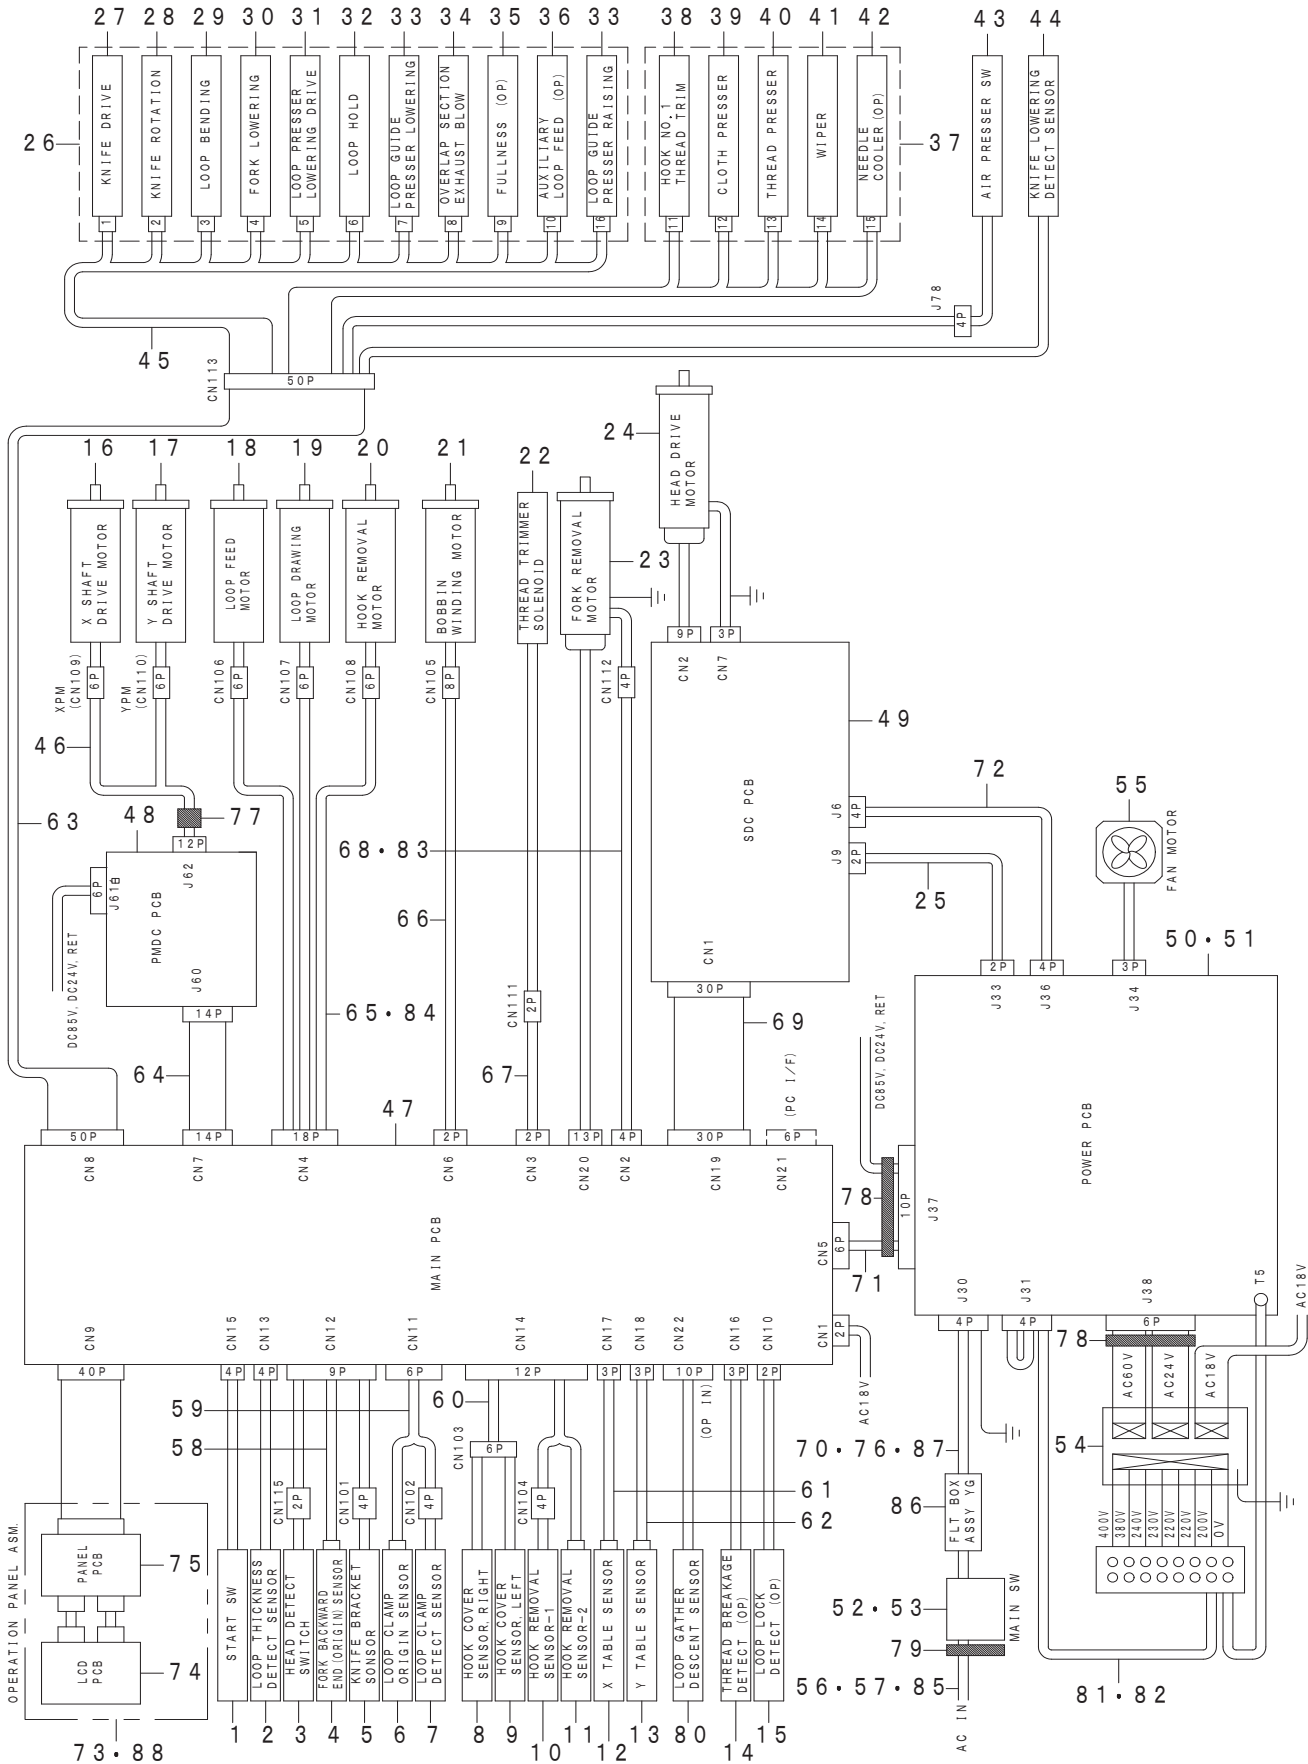 27 28 29 30 31 32 33 34 35 36 33 38 39 40 41 42 43 44
26
KNIFE DRIVE
KNIFE ROTATION
LOOP BENDING
FORK LOWERING
LOOP PRESSER
LOWERING DRIVE
LOOP HOLD
LOOP GUIDE
PRESSER LOWERING
OVERLAP SECTION
EXHAUST BLOW
FULLNESS (OP)
AUXILIARY
LOOP FEED (OP)
LOOP GUIDE
PRESSER RAISING
HOOK NO.1
THREAD TRIM
CLOTH PRESSER
THREAD PRESSER
WIPER
NEEDLE
COOLER(OP)
37
AIR PRESSER SW
KNIFE LOWERING
DETECT SENSOR
1 2 3 4 5 6 7 8 9 10 16 11 12 13 14 15
J78
4P
45
CN113
50P
16 17 18 19 20 21 22 24
23
X SHAFT
DRIVE MOTOR
Y SHAFT
DRIVE MOTOR
LOOP FEED
MOTOR
LOOP DRAWING
MOTOR
HOOK REMOVAL
MOTOR
BOBBIN
WINDING MOTOR
THREAD TRIMMER
SOLENOID
FORK REMOVAL
MOTOR
HEAD DRIVE
MOTOR
XPM
(CN109)
6P
YPM
(CN110)
6P
CN106
6P
CN107
6P
CN108
6P
CN105
8P
CN112
4P
9P
3P
CN2
CN7
46
49
SDC PCB
J6
4P
J9
2P
CN1
30P
72
25
55
FAN MOTOR
63
48
77
12P
J62
6P
J61
PMDC PCB
J60
14P
DC85V, DC24V, RET
68・83
66
65・84
CN111
2P
69
64
67
50・51
2P
4P
3P
J33
J36
J34
DC85V, DC24V, RET
POWER PCB
78
10P
J37
71
47
(PC I/F)
50P
14P
18P
2P
2P
13P
4P
30P
6P
CN8
CN7
CN4
CN6
CN3
CN20
CN2
CN19
CN21
MAIN PCB
CN5
6P
CN1
2P
AC18V
CN9
CN15
CN13
CN12
CN11
CN14
CN17
CN18
CN22
CN16
CN10
40P
4P
4P
9P
6P
12P
3P
3P
10P
3P
2P
(OP IN)
J30
J31
J38
T5
4P
4P
6P
AC18V
78
AC60V
AC24V
AC18V
54
400V
380V
240V
230V
220V
220V
200V
0V
59
58
60
CN103
6P
CN115
2P
CN101
4P
CN102
4P
CN104
4P
61
62
70・76・87
86
FLT BOX
ASSY YG
52・53
MAIN SW
79
56・57・85
AC IN
81・82
OPERATION PANEL ASM.
PANEL
PCB
75
LCD
PCB
74
73・88
START SW
LOOP THICKNESS
DETECT SENSOR
HEAD DETECT
SWITCH
FORK BACKWARD
END(ORIGIN)SENSOR
KNIFE BRACKET
SONSOR
LOOP CLAMP
ORIGIN SENSOR
LOOP CLAMP
DETECT SENSOR
HOOK COVER
SENSOR, RIGHT
HOOK COVER
SENSOR, LEFT
HOOK REMOVAL
SENSOR-1
HOOK REMOVAL
SENSOR-2
X TABLE SENSOR
Y TABLE SENSOR
LOOP GATHER
DESCENT SENSOR
THREAD BREAKAGE
DETECT (OP)
LOOP LOCK
DETECT (OP)
1 2 3 4 5 6 7 8 9 10 11 12 13 80 14 15